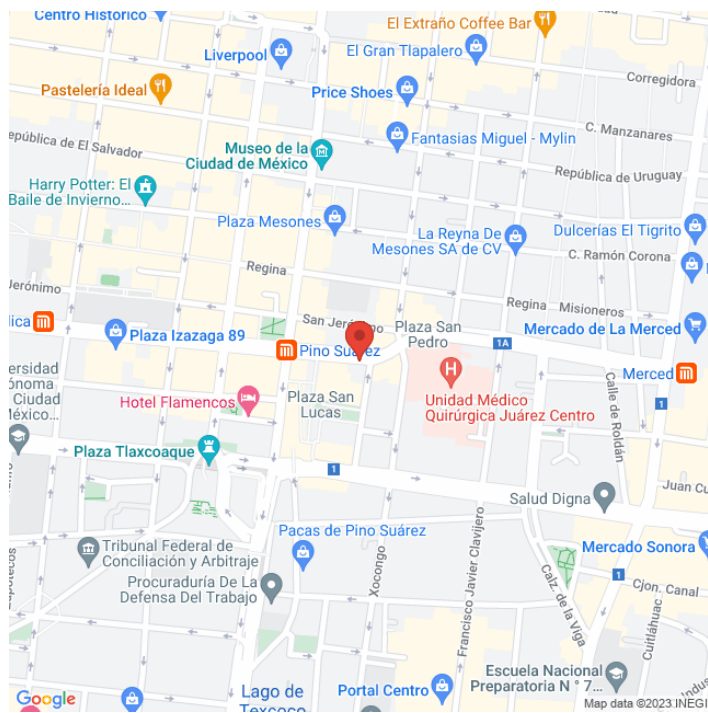 Centro Histórico
El Extraño Coffee Bar
Liverpool
El Gran Tlapalero
Corregidora
Pastelería Ideal
Price Shoes
C. Manzanares
República de El Salvador
Museo de la
Ciudad de México
Fantasias Miguel - Mylin
República de Uruguay
Harry Potter: El
Baile de Invierno...
Plaza Mesones
La Reyna De
Mesones SA de CV
Dulcerías El Tigrito
C. Ramón Corona
Regina
Jerónimo
Regina
Misioneros
San Jerónimo
Plaza San
Pedro
Mercado de La Merced
lica
Plaza Izazaga 89
Pino Suárez
1A
Merced
Unidad Médico
Quirúrgica Juárez Centro
Calle de Roldán
1
ersidad
ónoma
Ciudad
México...
Hotel Flamencos
Plaza San
Lucas
Plaza Tlaxcoaque
1
Salud Digna
Juan Cu
Pacas de Pino Suárez
Xocongo
Francisco Javier Clavijero
Calz. de la Viga
Mercado Sonora
Tribunal Federal de
Conciliación y Arbitraje
Procuraduría De La
Defensa Del Trabajo
1
Cjon. Canal
Cuitláhuac
Escuela Nacional
Preparatoria N ° 7...
Indus
Lago de
Texcoco
Portal Centro
Google
Map data ©2023 INEGI